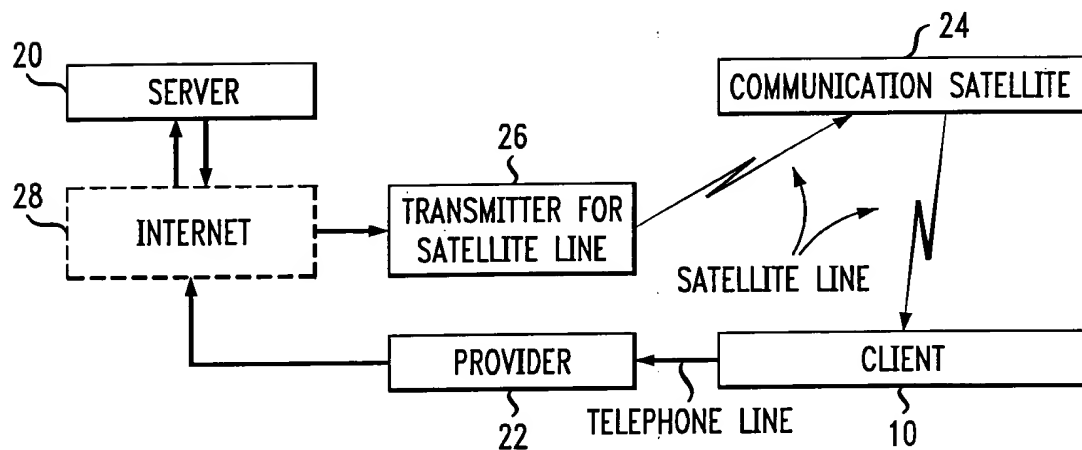 20
SERVER
24
COMMUNICATION SATELLITE
26
28
INTERNET
TRANSMITTER FOR
SATELLITE LINE
SATELLITE LINE
PROVIDER
CLIENT
22
TELEPHONE LINE
10